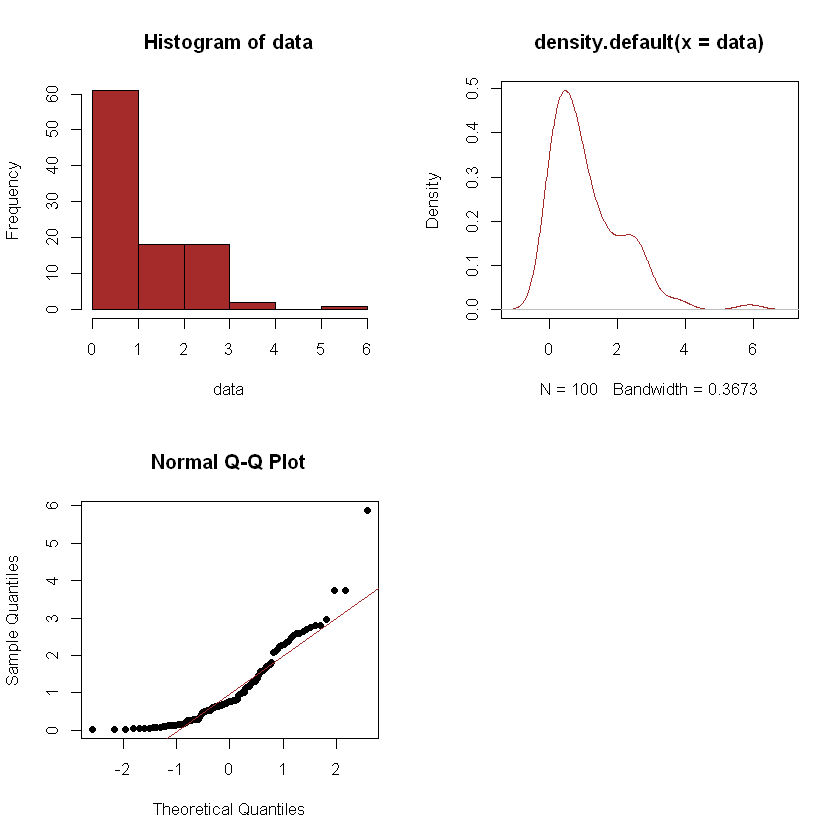 Histogram of data
Frequency
0 10 20 30 40 50 60
0 1 2 3 4 5 6
data
density.default(x = data)
Density
0.0 0.1 0.2 0.3 0.4 0.5
0 2 4 6
N = 100 Bandwidth = 0.3673
Normal Q-Q Plot
Sample Quantiles
0 1 2 3 4 5 6
-2 -1 0 1 2
Theoretical Quantiles